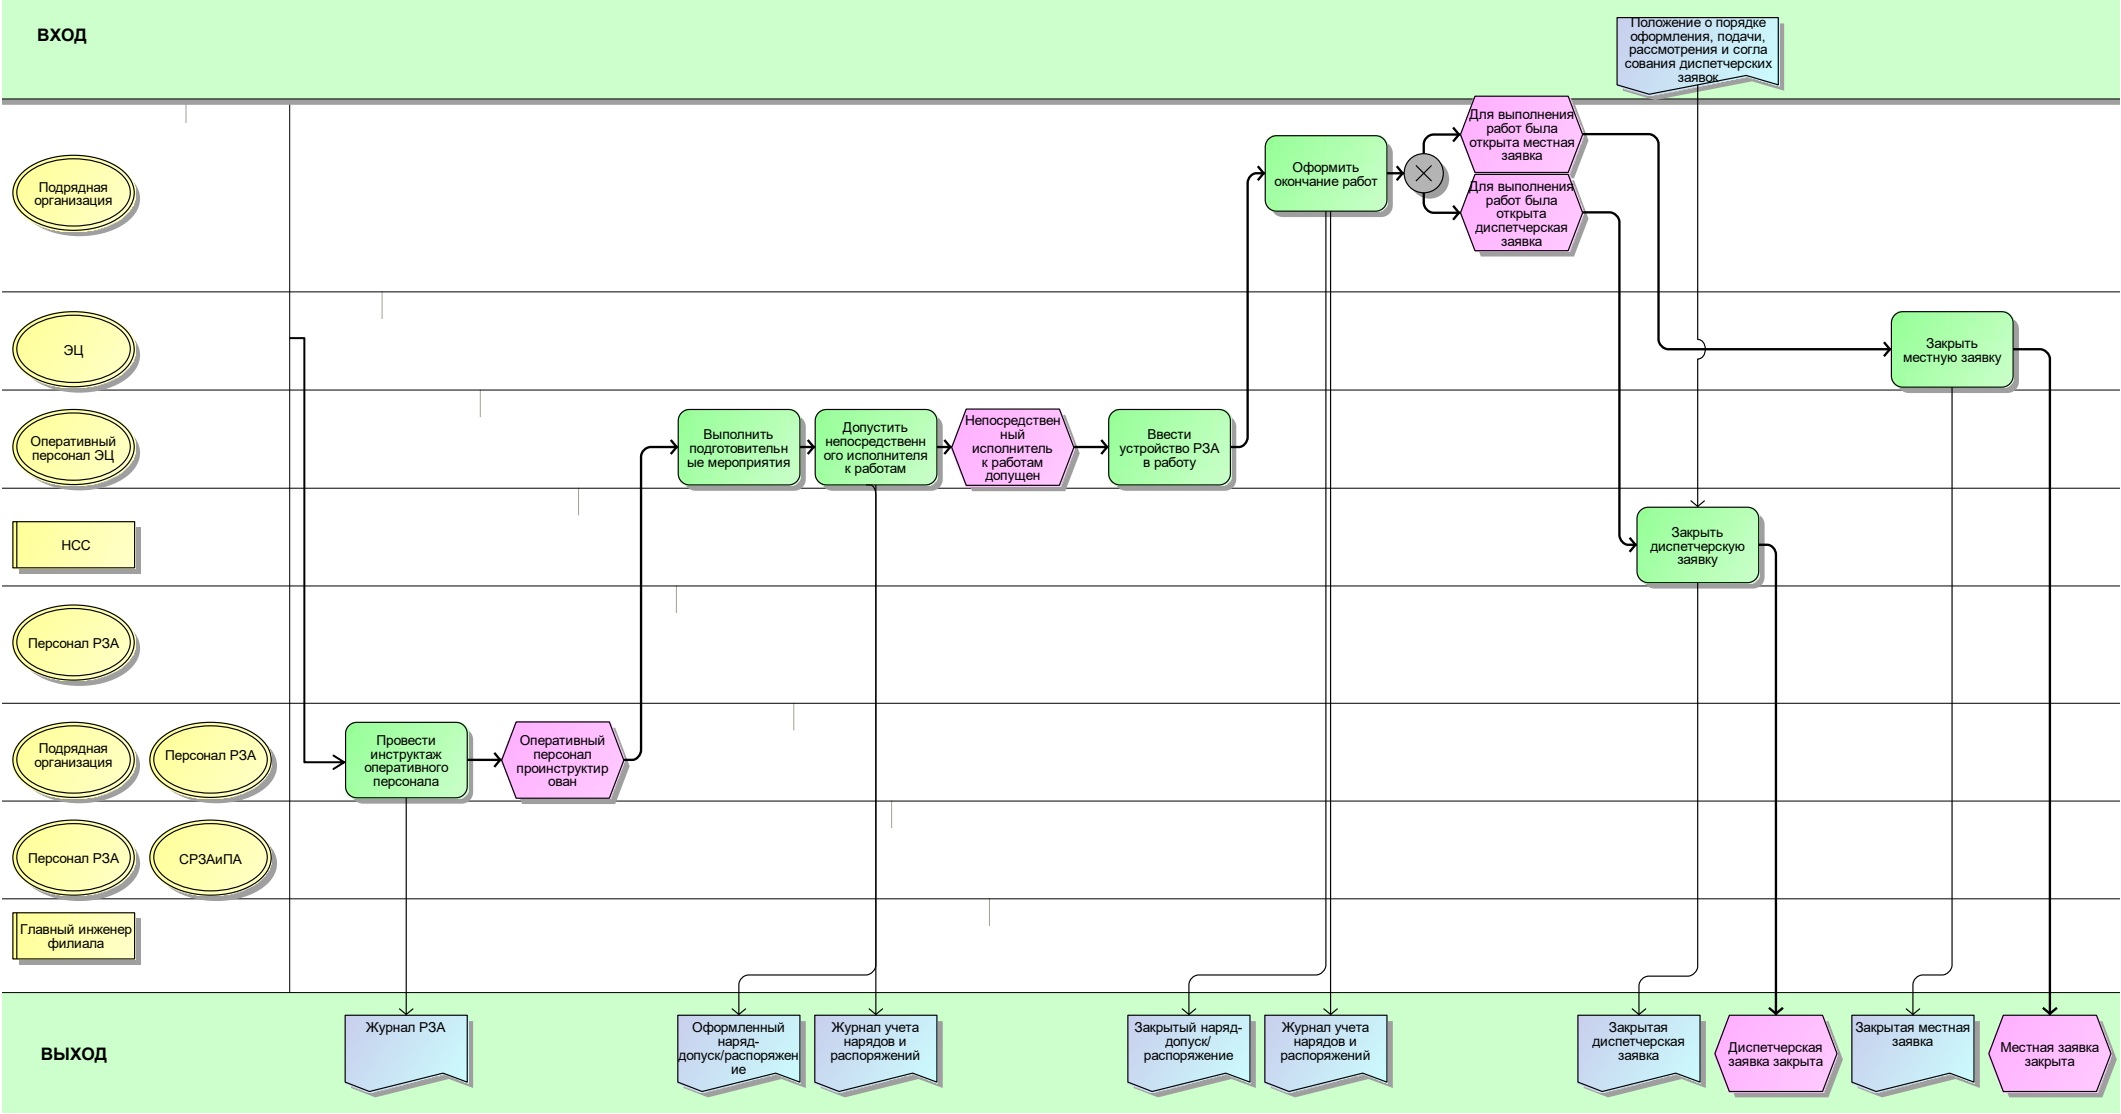 ВХОД
Положение о порядке
оформления, подачи,
рассмотрения и согла
сования диспетчерских
заявок
Подрядная
организация
Оформить
окончание работ
Для выполнения
работ была
открыта местная
заявка
Для выполнения
работ была
открыта
диспетчерская
заявка
ЭЦ
Закрыть
местную заявку
Оперативный
персонал ЭЦ
Выполнить
подготовительн
ые мероприятия
Допустить
непосредственн
ого исполнителя
к работам
Непосредствен
ный
исполнитель
к работам
допущен
Ввести
устройство РЗА
в работу
НСС
Закрыть
диспетчерскую
заявку
Персонал РЗА
Подрядная
организация
Персонал РЗА
Провести
инструктаж
оперативного
персонала
Оперативный
персонал
проинструктир
ован
Персонал РЗА
СРЗАиПА
Главный инженер
филиала
ВЫХОД
Журнал РЗА
Оформленный
наряд-
допуск/распоряжен
ие
Журнал учета
нарядов и
распоряжений
Закрытый наряд-
допуск/
распоряжение
Журнал учета
нарядов и
распоряжений
Закрытая
диспетчерская
заявка
Диспетчерская
заявка закрыта
Закрытая местная
заявка
Местная заявка
закрыта